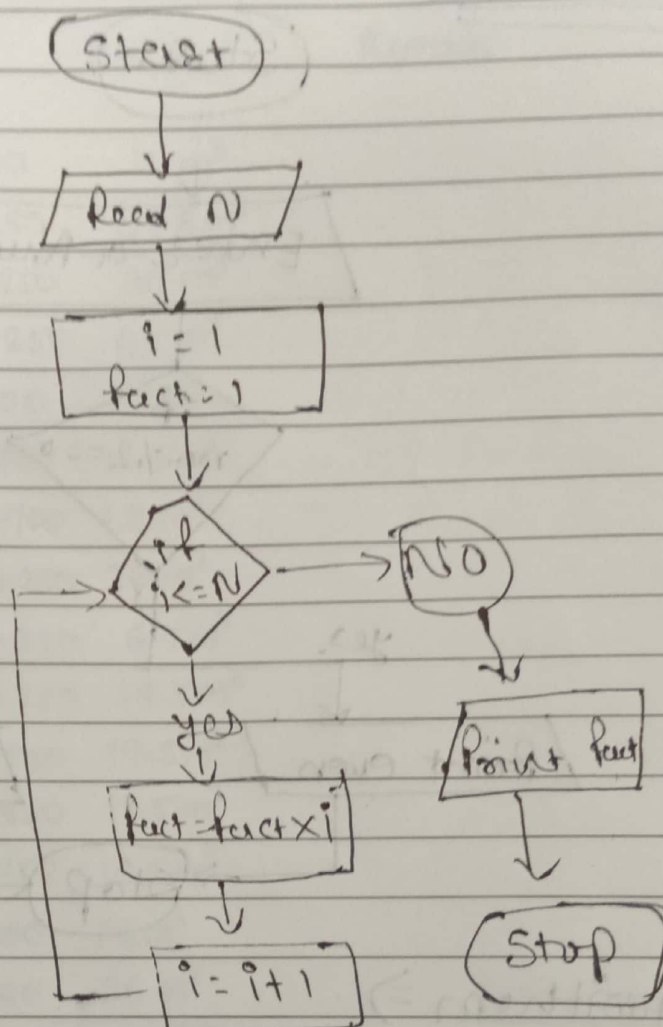 Start
Read N
i = 1
fact = 1
if
i<=N
NO
yes
Print fact
fact = fact x i
i = i + 1
Stop